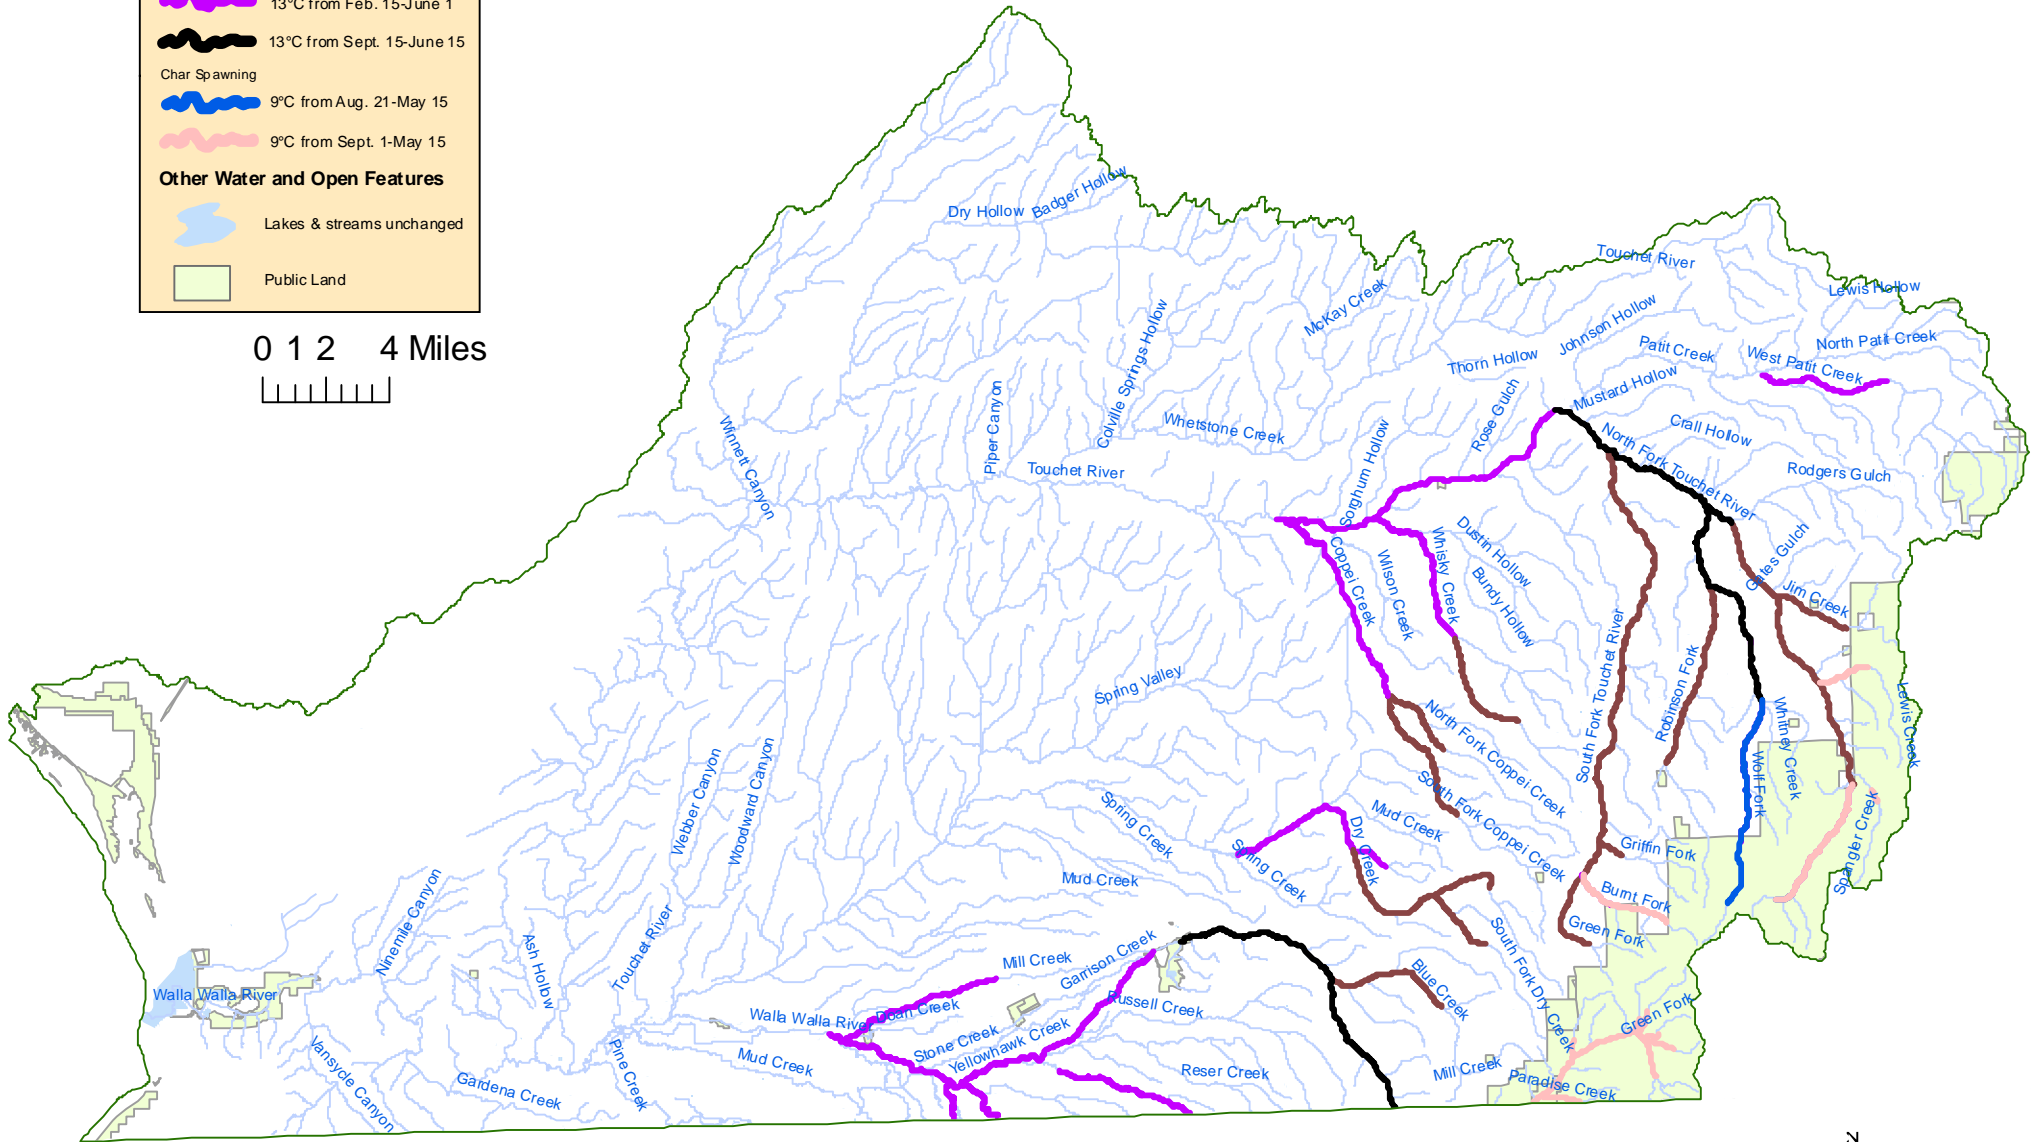 13°C from Feb. 15-June 1
13°C from Sept. 15-June 15
Char Spawning
9°C from Aug. 21-May 15
9°C from Sept. 1-May 15
Other Water and Open Features
Lakes & streams unchanged
Public Land
0 1 2 4 Miles
Dry Hollow
Badger Hollow
Touchet River
Lewis Hollow
McKay Creek
Johnson Hollow
Colville Springs Hollow
Thorn Hollow
Patit Creek
North Patit Creek
West Patit Creek
Mustard Hollow
Piper Canyon
Rose Gulch
Winnett Canyon
Whetstone Creek
Sorghum Hollow
Crall Hollow
North Fork Touchet River
Touchet River
Rodgers Gulch
Coppei Creek
Wilson Creek
Whisky Creek
Dustin Hollow
Bundy Hollow
Gates Gulch
Jim Creek
South Fork Touchet River
Robinson Fork
Spring Valley
North Fork Coppei Creek
Whitney Creek
Wolf Fork
Lewis Creek
Webber Canyon
Woodward Canyon
Spring Creek
Spring Creek
Dry Creek
Mud Creek
South Fork Coppei Creek
Griffin Fork
Spangler Creek
Burnt Fork
Green Fork
Mud Creek
Ninemile Canyon
Ash Hollow
Touchet River
Mill Creek
Garrison Creek
South Fork Dry Creek
Blue Creek
Walla Walla River
Walla Walla River
Doan Creek
Russell Creek
Green Fork
Stone Creek
Yellowhawk Creek
Vansycle Canyon
Gardena Creek
Pine Creek
Mud Creek
Reser Creek
Mill Creek
Paradise Creek
N